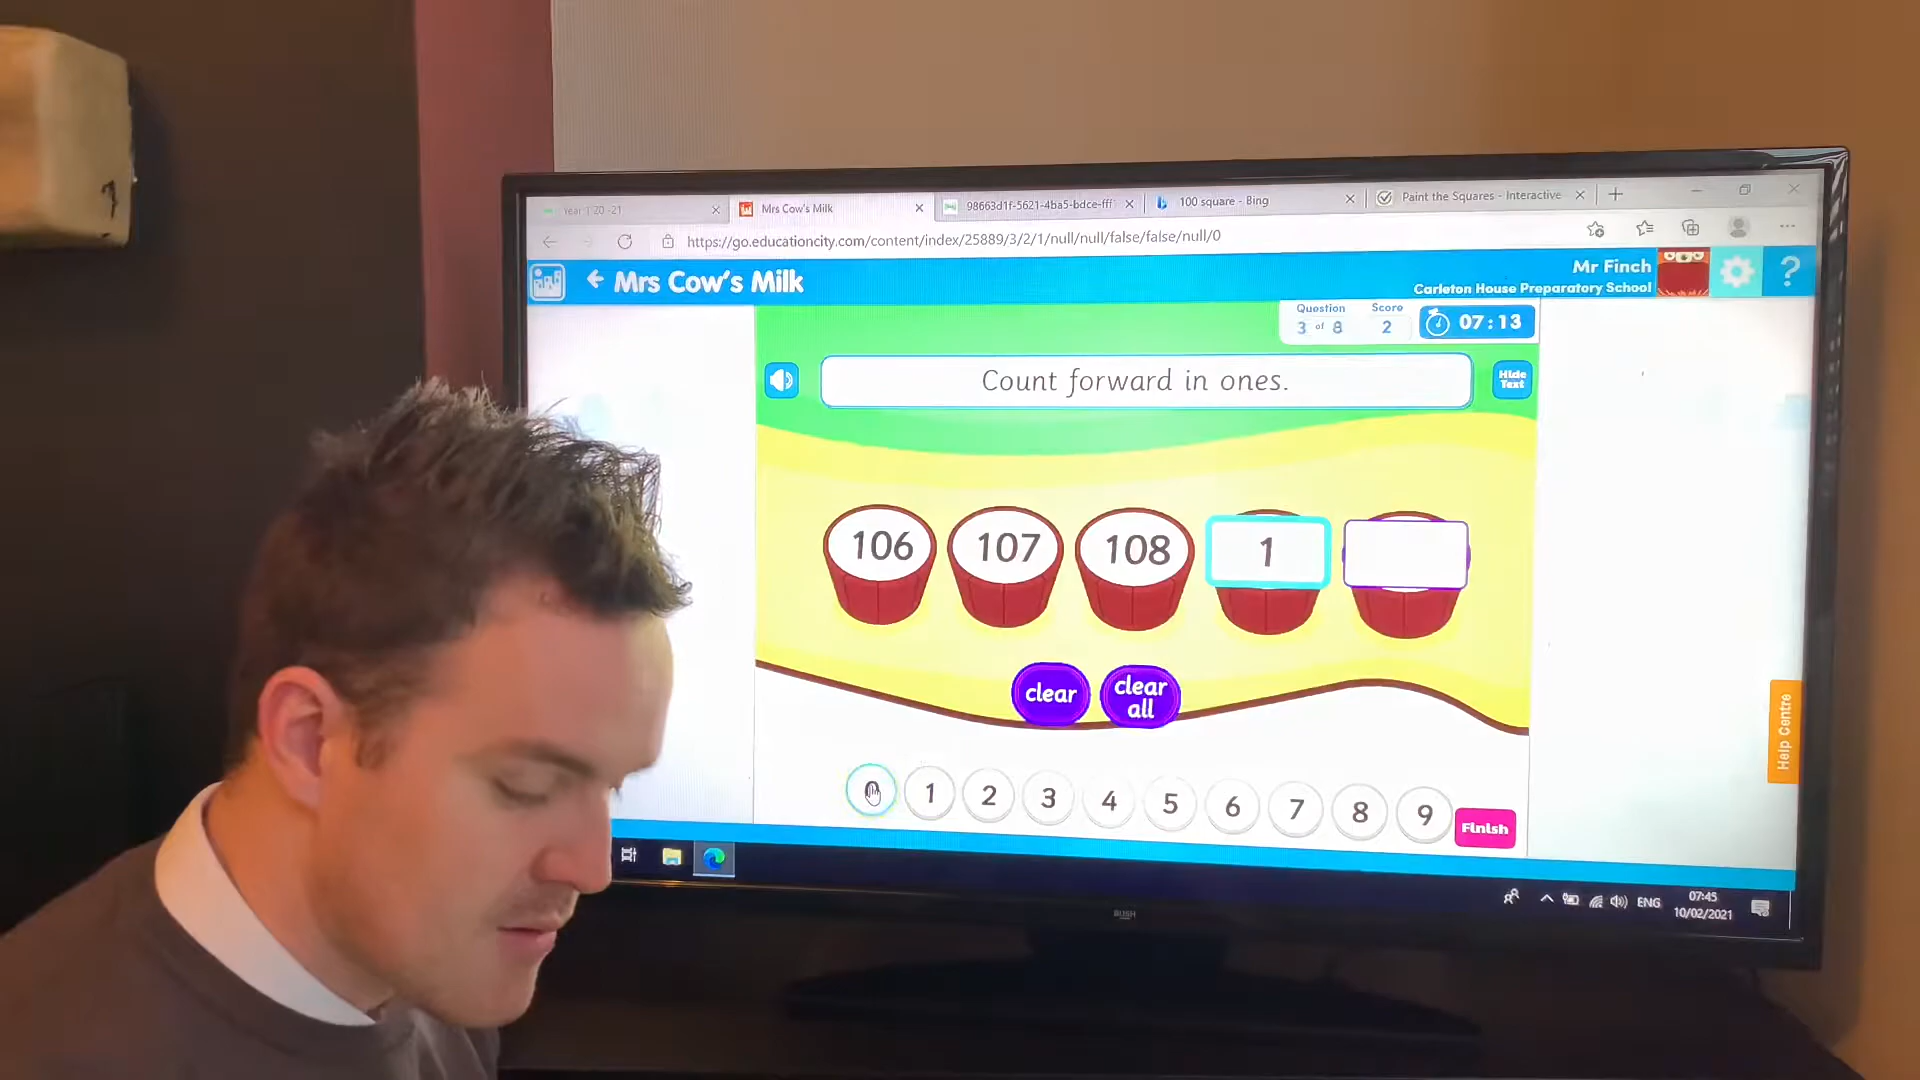 Year 1 20 -21
Mrs Cow's Milk
98663d1f-5621-4ba5-bdce-fff
100 square - Bing
Paint the Squares - Interactive
https://go.educationcity.com/content/index/25889/3/2/1/null/null/false/false/null/0
Mrs Cow's Milk
Mr Finch
Carleton House Preparatory School
?
Question
3 of 8
Score
2
07:13
Count forward in ones.
Hide
Text
106
107
108
1
clear
clear
all
0
1
2
3
4
5
6
7
8
9
Finish
Help Centre
ENG
07:45
10/02/2021
BUSH